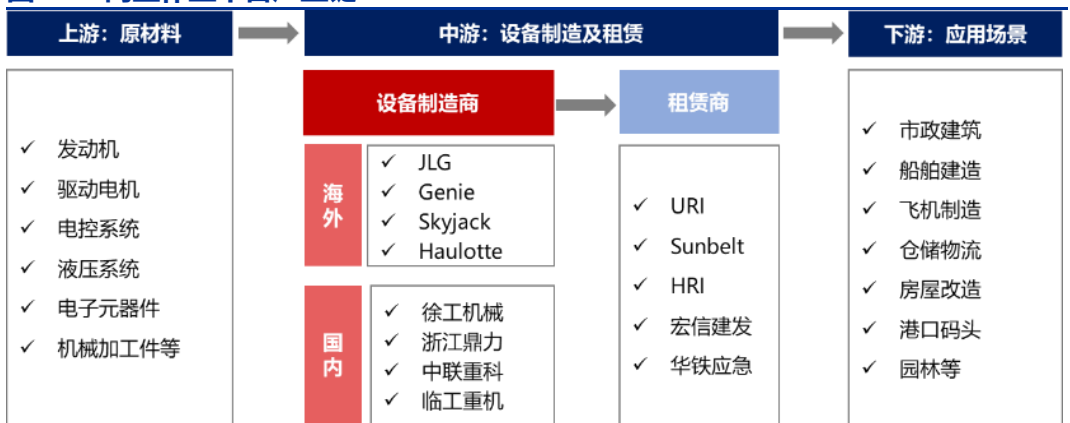 上游：原材料
中游：设备制造及租赁
下游：应用场景
✓ 发动机
✓ 驱动电机
✓ 电控系统
✓ 液压系统
✓ 电子元器件
✓ 机械加工件等
设备制造商
海外
✓ JLG
✓ Genie
✓ Skyjack
✓ Haulotte
国内
✓ 徐工机械
✓ 浙江鼎力
✓ 中联重科
✓ 临工重机
租赁商
✓ URI
✓ Sunbelt
✓ HRI
✓ 宏信建发
✓ 华铁应急
✓ 市政建筑
✓ 船舶建造
✓ 飞机制造
✓ 仓储物流
✓ 房屋改造
✓ 港口码头
✓ 园林等